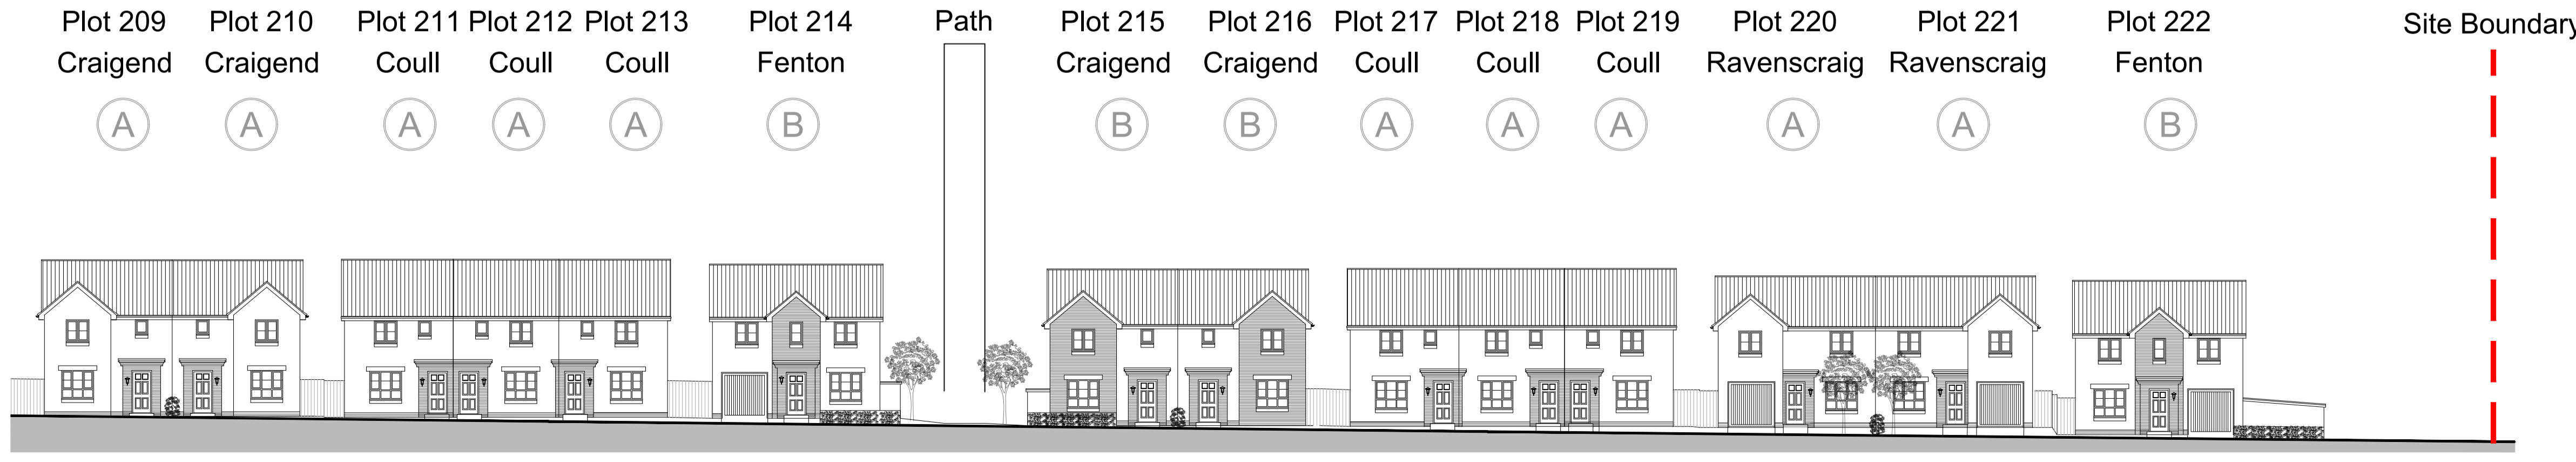 Plot 209 Plot 210 Plot 211 Plot 212 Plot 213 Plot 214 Path Plot 215 Plot 216 Plot 217 Plot 218 Plot 219 Plot 220 Plot 221 Plot 222 Site Boundary
Craigend Craigend Coull Coull Coull Fenton Craigend Craigend Coull Coull Coull Ravenscraig Ravenscraig Fenton
A A A A A B B B A A A A A B